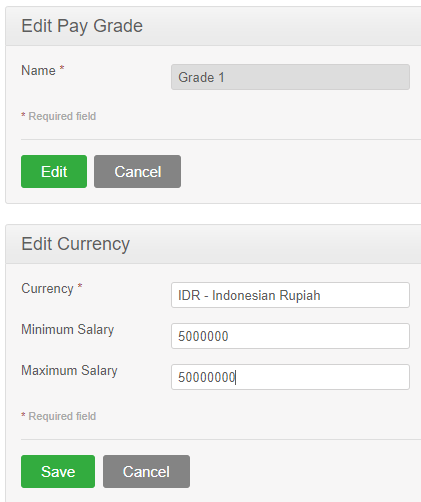 Edit Pay Grade
Name *
Grade 1
* Required field
Edit
Cancel
Edit Currency
Currency *
IDR - Indonesian Rupiah
Minimum Salary
5000000
Maximum Salary
50000000
* Required field
Save
Cancel